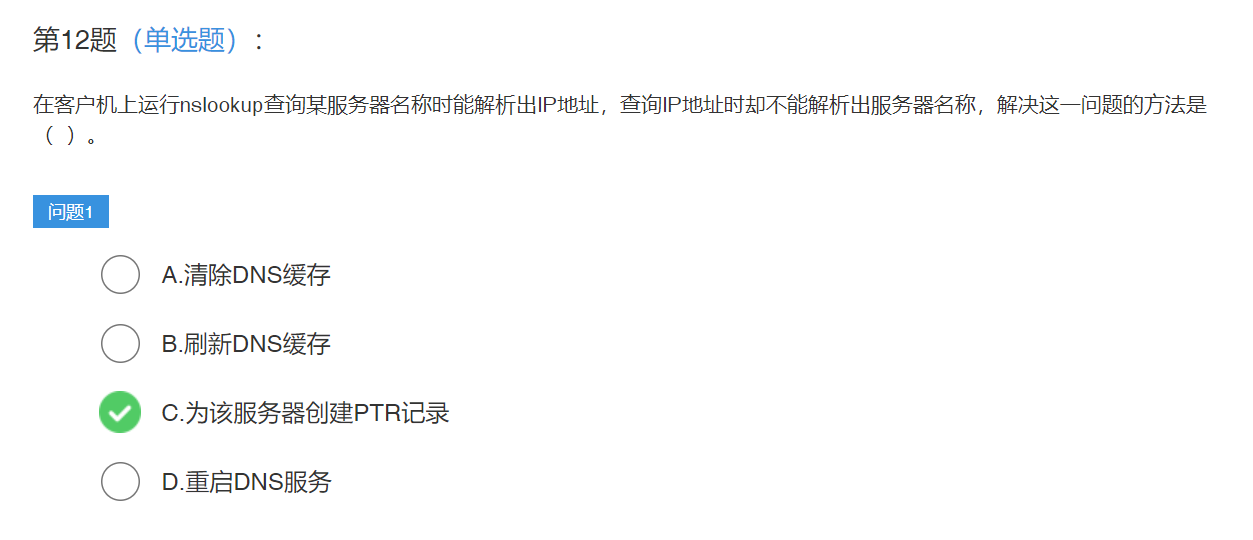 第12题（单选题）：
在客户机上运行nslookup查询某服务器名称时能解析出IP地址，查询IP地址时却不能解析出服务器名称，解决这一问题的方法是
（ ）。
问题1
A.清除DNS缓存
B.刷新DNS缓存
C.为该服务器创建PTR记录
D.重启DNS服务